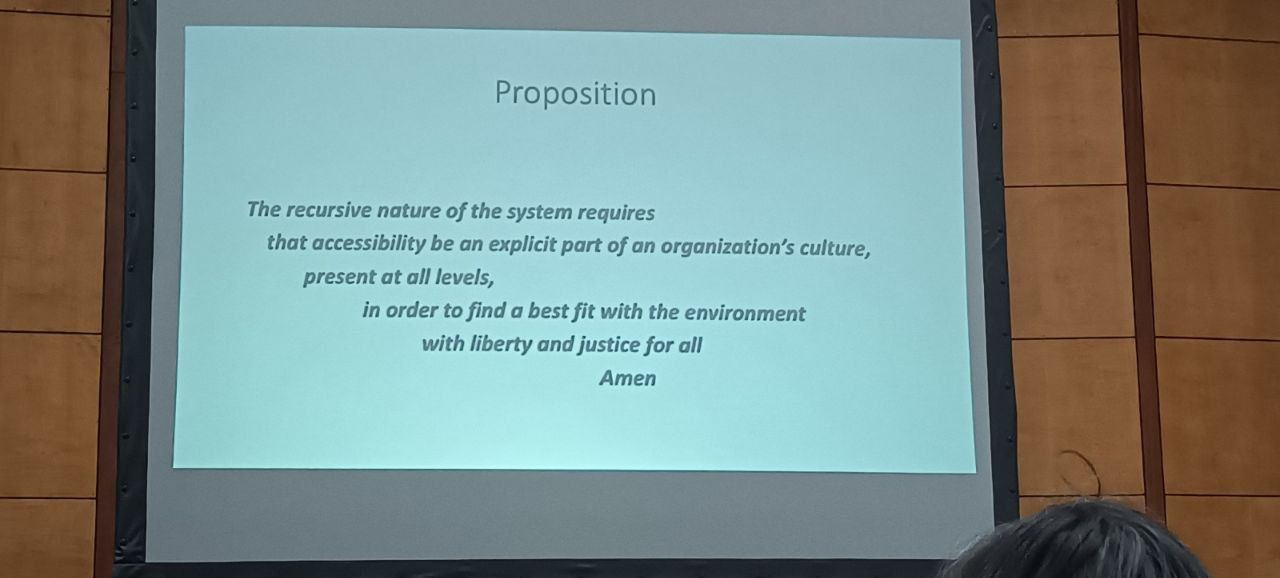 Proposition
The recursive nature of the system requires
that accessibility be an explicit part of an organization's culture,
present at all levels,
in order to find a best fit with the environment
with liberty and justice for all
Amen